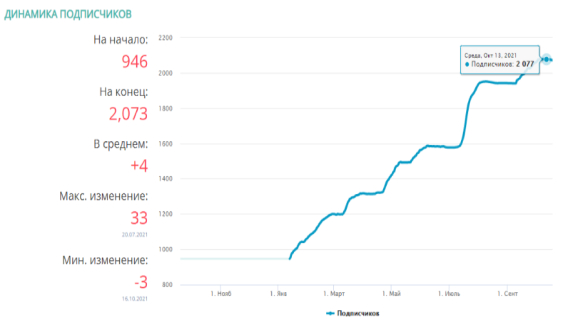 ДИНАМИКА ПОДПИСЧИКОВ
На начало:
946
На конец:
2,073
В среднем:
+4
Макс. изменение:
33
20.07.2021
Мин. изменение:
-3
16.10.2021
2200
2000
1800
1600
1400
1200
1000
800
Среда, Окт 13, 2021
Подписчиков: 2 077
1. Нояб
1. Янв
1. Март
1. Май
1. Июль
1. Сент
Подписчиков